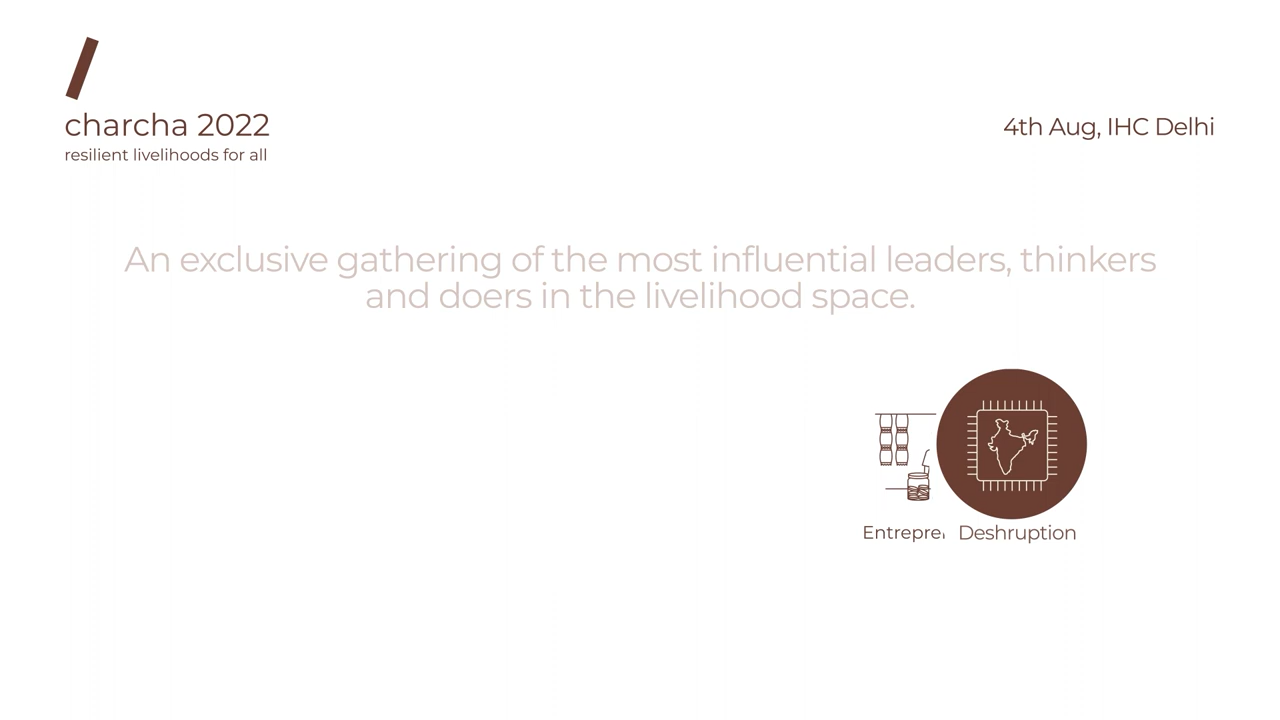 charcha 2022
resilient livelihoods for all
4th Aug, IHC Delhi
An exclusive gathering of the most influential leaders, thinkers
and doers in the livelihood space.
Deshruption